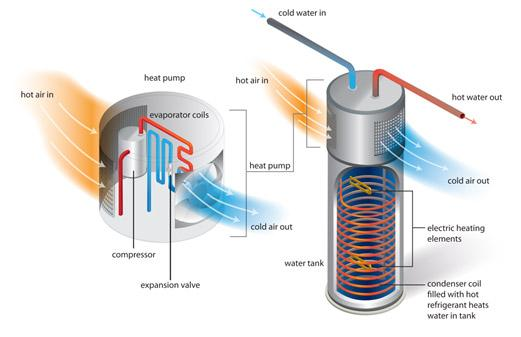 cold water in
heat pump
hot air in
hot air in
hot water out
evaporator coils
heat pump
cold air out
cold air out
electric heating
elements
compressor
water tank
expansion valve
condenser coil
filled with hot
refrigerant heats
water in tank